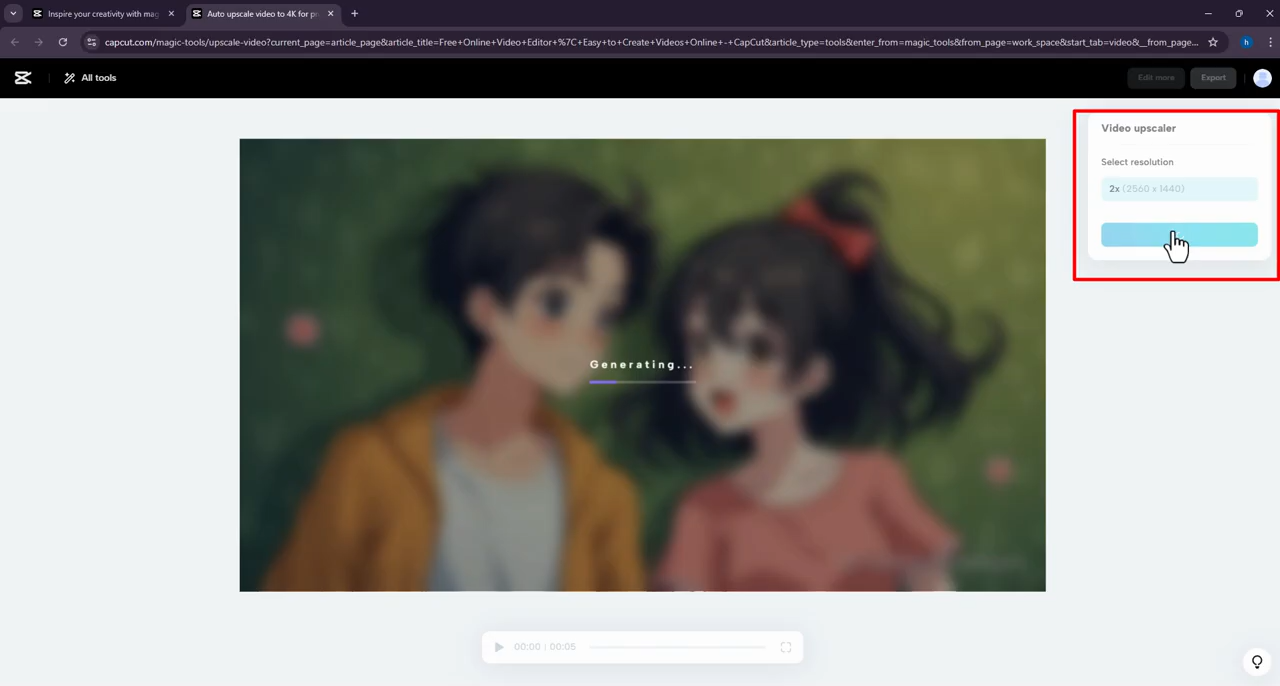 Inspire your creativity with mag
Auto upscale video to 4K for p
capcut.com/magic-tools/upscale-video?current_page=article_page&article_title=Free+Online+Video+Editor+%7C+Easy+to+Create+Videos+Online+-+CapCut&article_type=tools&enter_from=magic_tools&from_page=work_space&start_tab=video&__from_page...
h
All tools
Edit more
Export
Video upscaler
Select resolution
2x (2560 x 1440)
Generating...
00:00 | 00:05